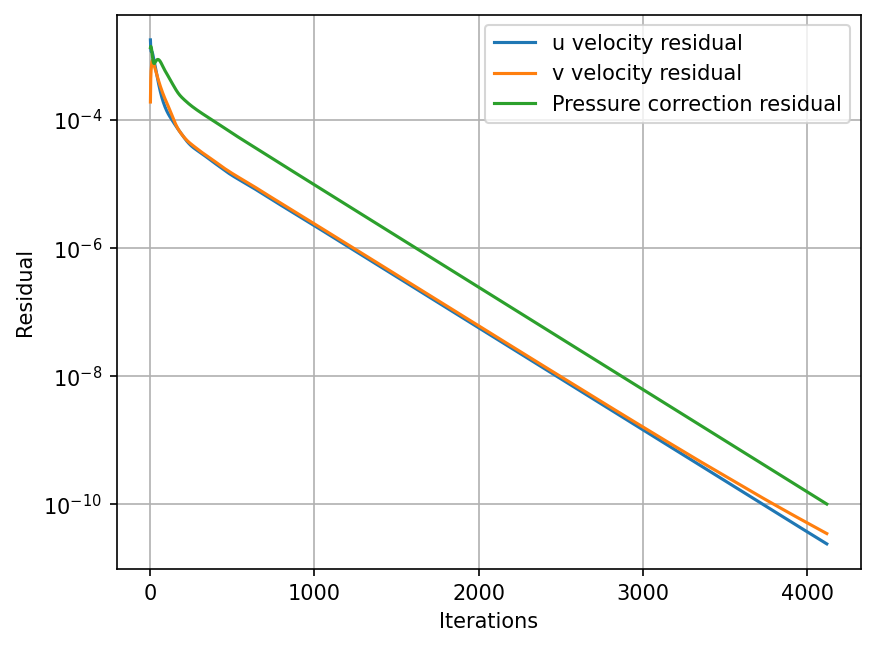 u velocity residual
v velocity residual
Pressure correction residual
10⁻⁴
10⁻⁶
10⁻⁸
10⁻¹⁰
Residual
0 1000 2000 3000 4000
Iterations